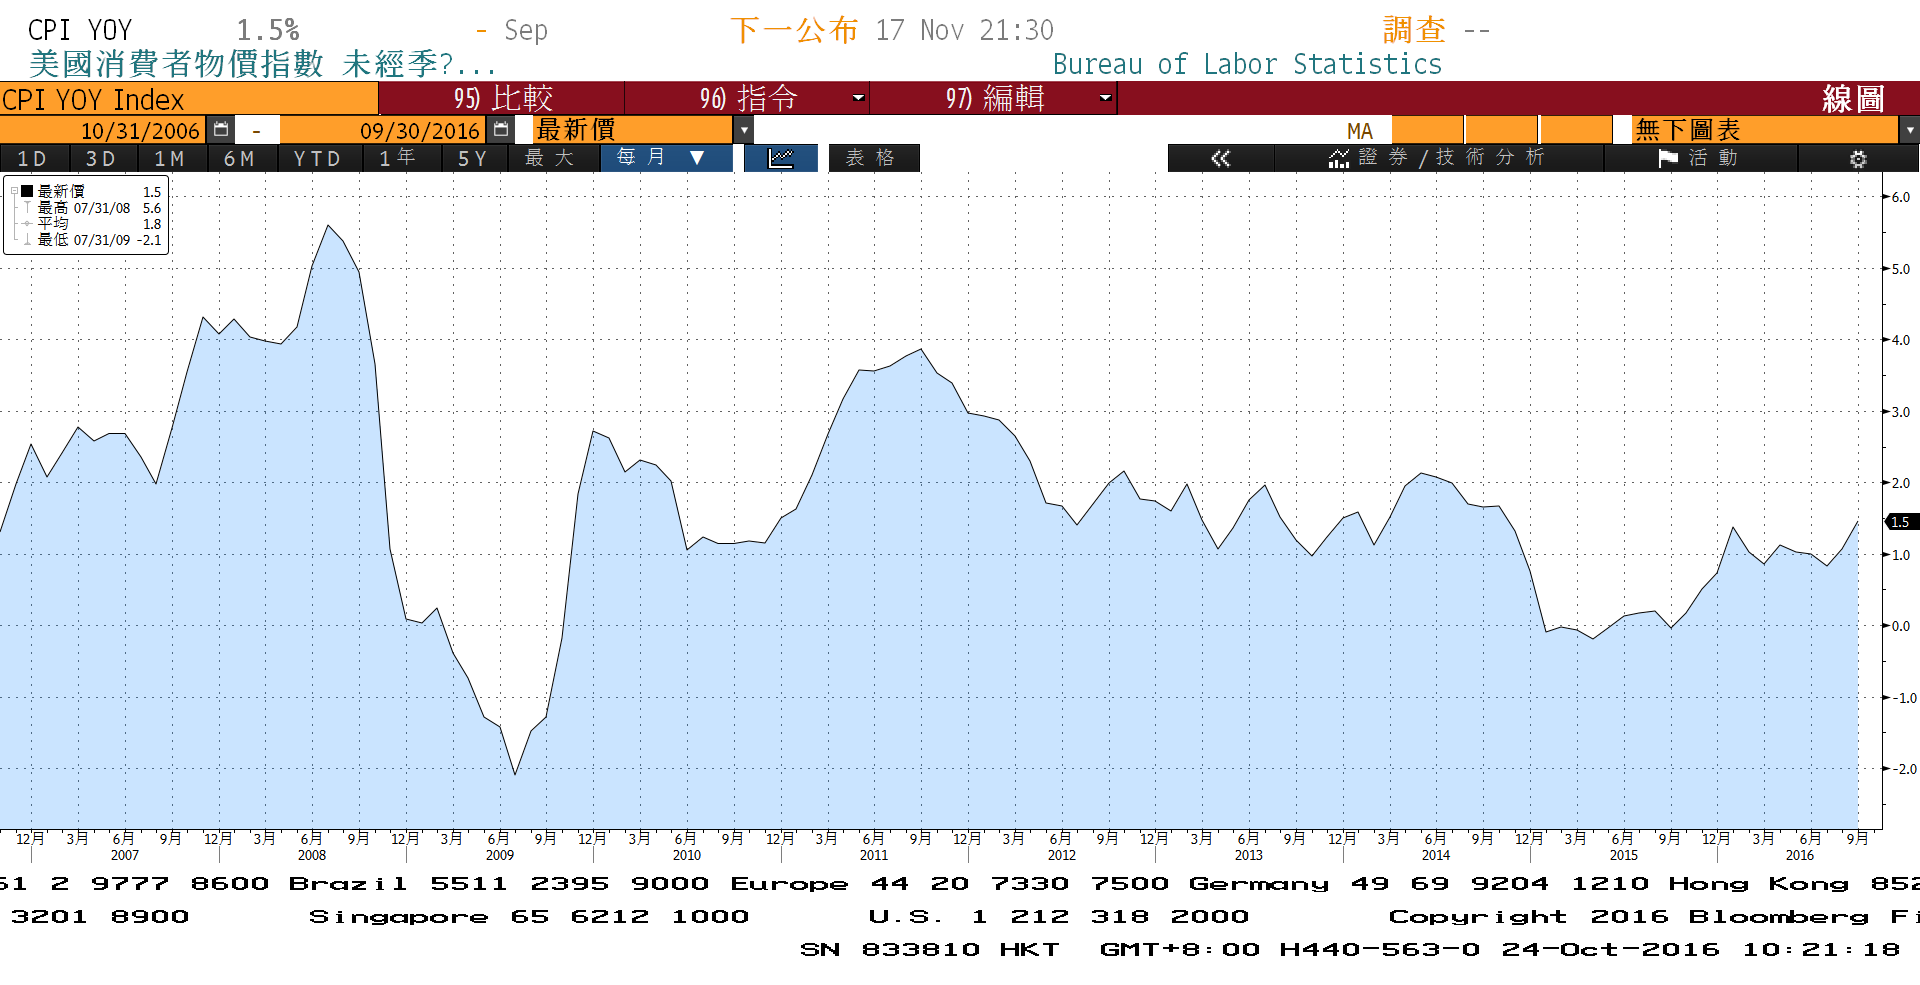 CPI YOY 1.5% - Sep 下一公布 17 Nov 21:30 調查 --
美國消費者物價指數 未經季?... Bureau of Labor Statistics
CPI YOY Index 95) 比較 96) 指令 97) 編輯 線圖
10/31/2006 - 09/30/2016 最新價 MA 無下圖表
1D 3D 1M 6M YTD 1年 5Y 最大 每月 ▼ 表格 « 證券/技術分析 活動
最新價 1.5
最高 07/31/08 5.6
平均 1.8
最低 07/31/09 -2.1
6.0
5.0
4.0
3.0
2.0
1.5
1.0
0.0
-1.0
-2.0
12月 3月 6月 9月 12月 3月 6月 9月 12月 3月 6月 9月 12月 3月 6月 9月 12月 3月 6月 9月 12月 3月 6月 9月 12月 3月 6月 9月 12月 3月 6月 9月 12月 3月 6月 9月 12月 3月 6月 9月
2007 2008 2009 2010 2011 2012 2013 2014 2015 2016
61 2 9777 8600 Brazil 5511 2395 9000 Europe 44 20 7330 7500 Germany 49 69 9204 1210 Hong Kong 852
3201 8900 Singapore 65 6212 1000 U.S. 1 212 318 2000 Copyright 2016 Bloomberg Fi
SN 833810 HKT GMT+8:00 H440-563-0 24-Oct-2016 10:21:18